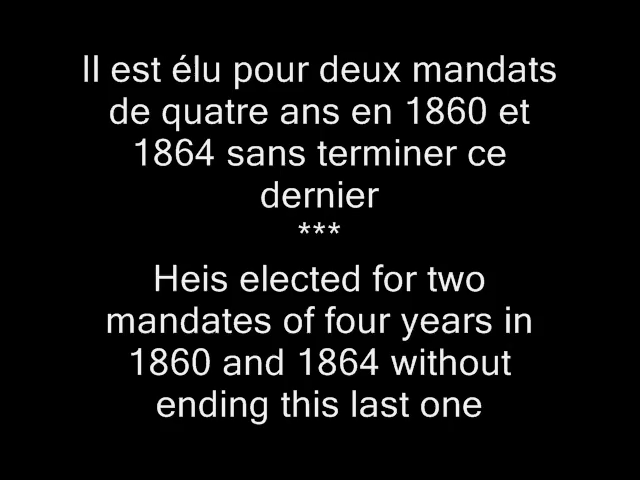 Il est élu pour deux mandats
de quatre ans en 1860 et
1864 sans terminer ce
dernier
***
Heis elected for two
mandates of four years in
1860 and 1864 without
ending this last one